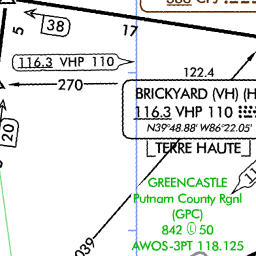 38
5
17
116.3 VHP 110
270
122.4
BRICKYARD (VH) (H
116.3 VHP 110
N39°48.88' W86°22.05'
TERRE HAUTE
20
GREENCASTLE
Putnam County Rgnl
(GPC)
842 Ⓛ 50
AWOS-3PT 118.125
039